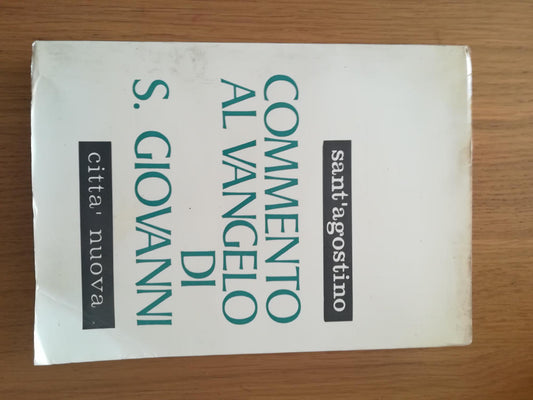 sant'agostino
COMMENTO
AL VANGELO
DI
S. GIOVANNI
citta' nuova